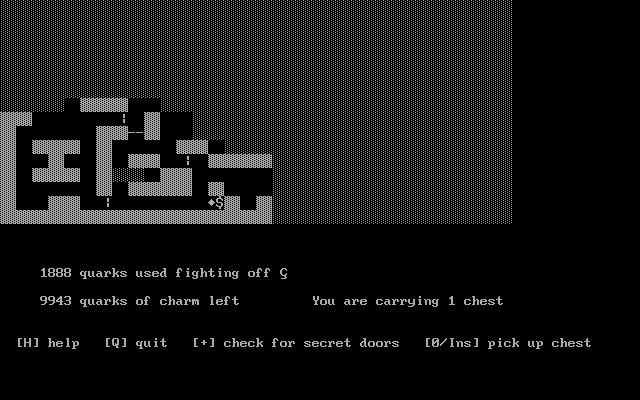 1888 quarks used fighting off Ç
9943 quarks of charm left You are carrying 1 chest
[H] help [Q] quit [+] check for secret doors [0/Ins] pick up chest